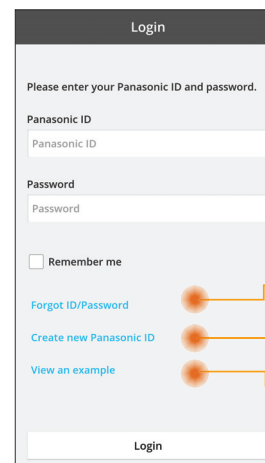 Login
Please enter your Panasonic ID and password.
Panasonic ID
Panasonic ID
Password
Password
Remember me
Forgot ID/Password
Create new Panasonic ID
View an example
Login